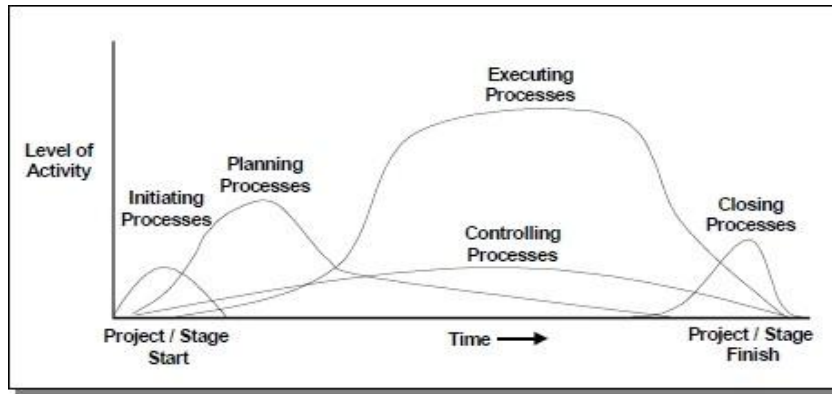 Executing
Processes
Level of
Activity
Planning
Processes
Initiating
Processes
Closing
Processes
Controlling
Processes
Project / Stage
Start
Time
Project / Stage
Finish